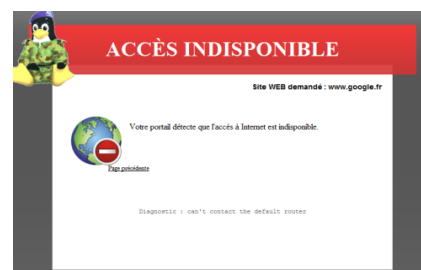 ACCÈS INDISPONIBLE
Site WEB demandé : www.google.fr
Votre portail détecte que l'accès à Internet est indisponible.
Page précédente
Diagnostic : can't contact the default router